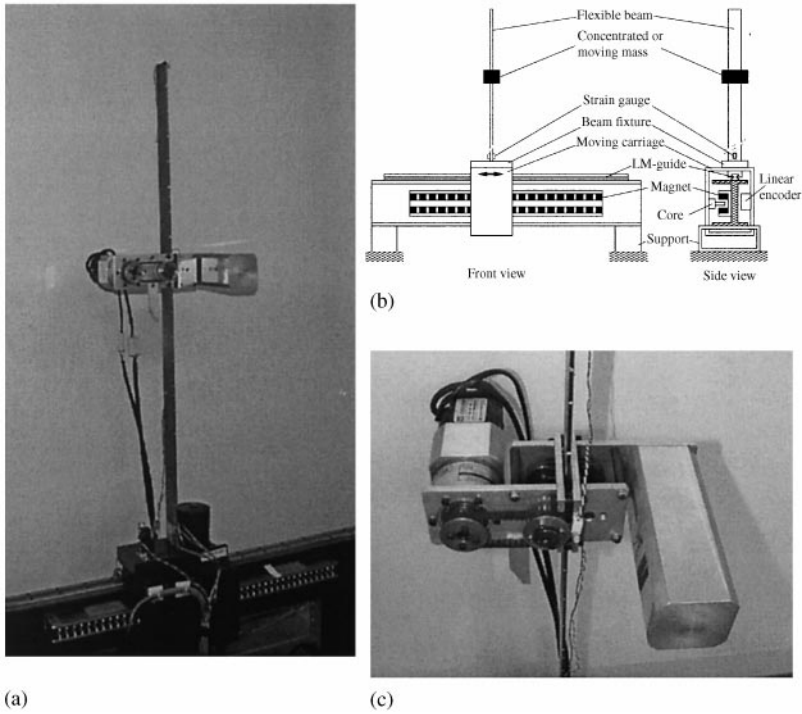 Flexible beam
Concentrated or
moving mass
Strain gauge
Beam fixture
Moving carriage
LM-guide
Magnet
Linear
encoder
Core
Support
Front view
Side view
(b)
(a)
(c)